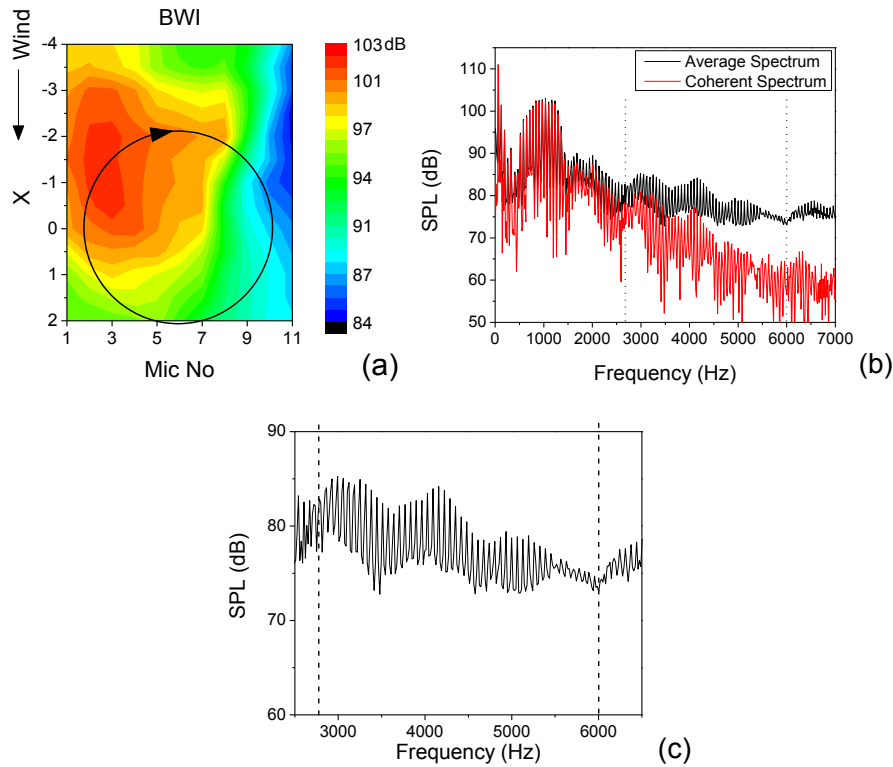 BWI
Wind
X
-4
-3
-2
-1
0
1
2
1 3 5 7 9 11
Mic No
103 dB
101
97
94
91
87
84
(a)
Average Spectrum
Coherent Spectrum
SPL (dB)
110
100
90
80
70
60
50
0 1000 2000 3000 4000 5000 6000 7000
Frequency (Hz)
(b)
SPL (dB)
90
80
70
60
3000 4000 5000 6000
Frequency (Hz)
(c)